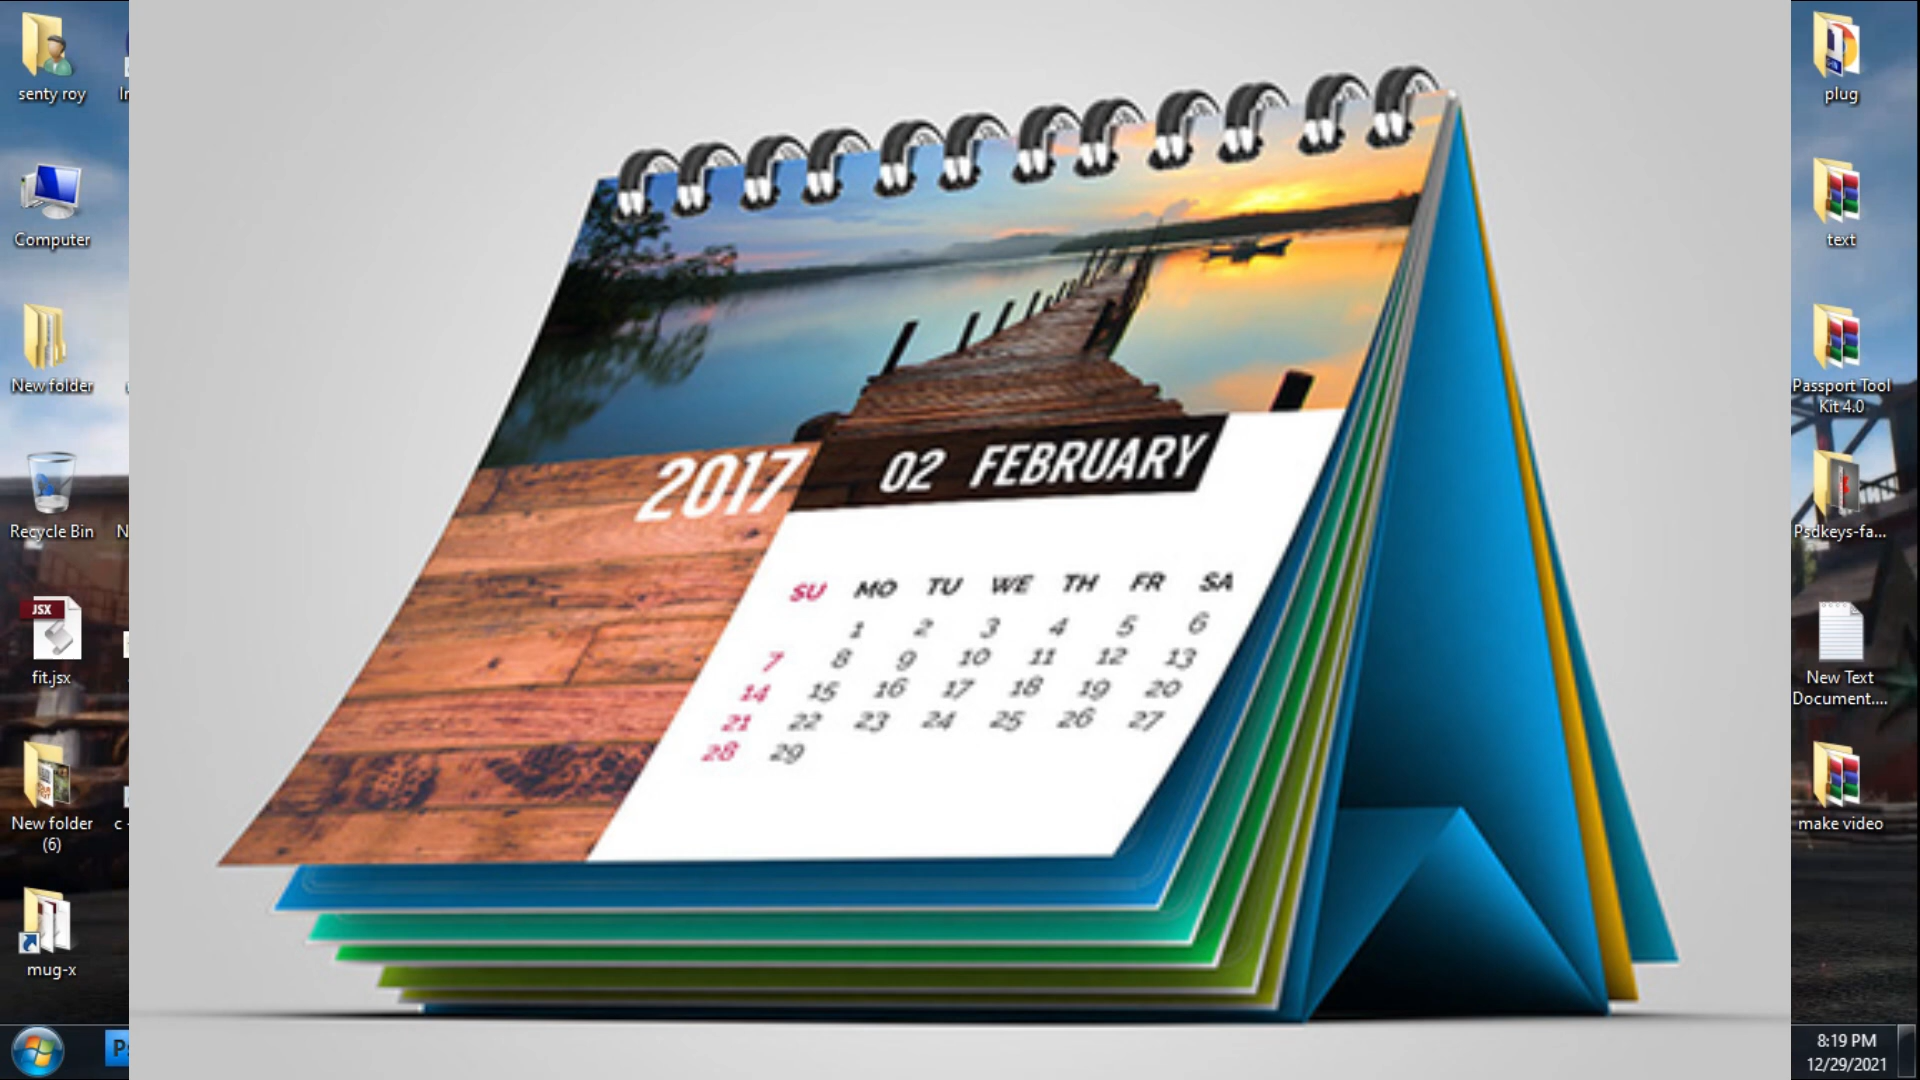 senty roy
Computer
New folder
Recycle Bin
N
JSX
fit.jsx
New folder
(6)
c -
mug-x
2017
02 FEBRUARY
SU MO TU WE TH FR SA
1 2 3 4 5 6
7 8 9 10 11 12 13
14 15 16 17 18 19 20
21 22 23 24 25 26 27
28 29
plug
text
Passport Tool
Kit 4.0
Psdkeys-fa...
New Text
Document....
make video
8:19 PM
12/29/2021